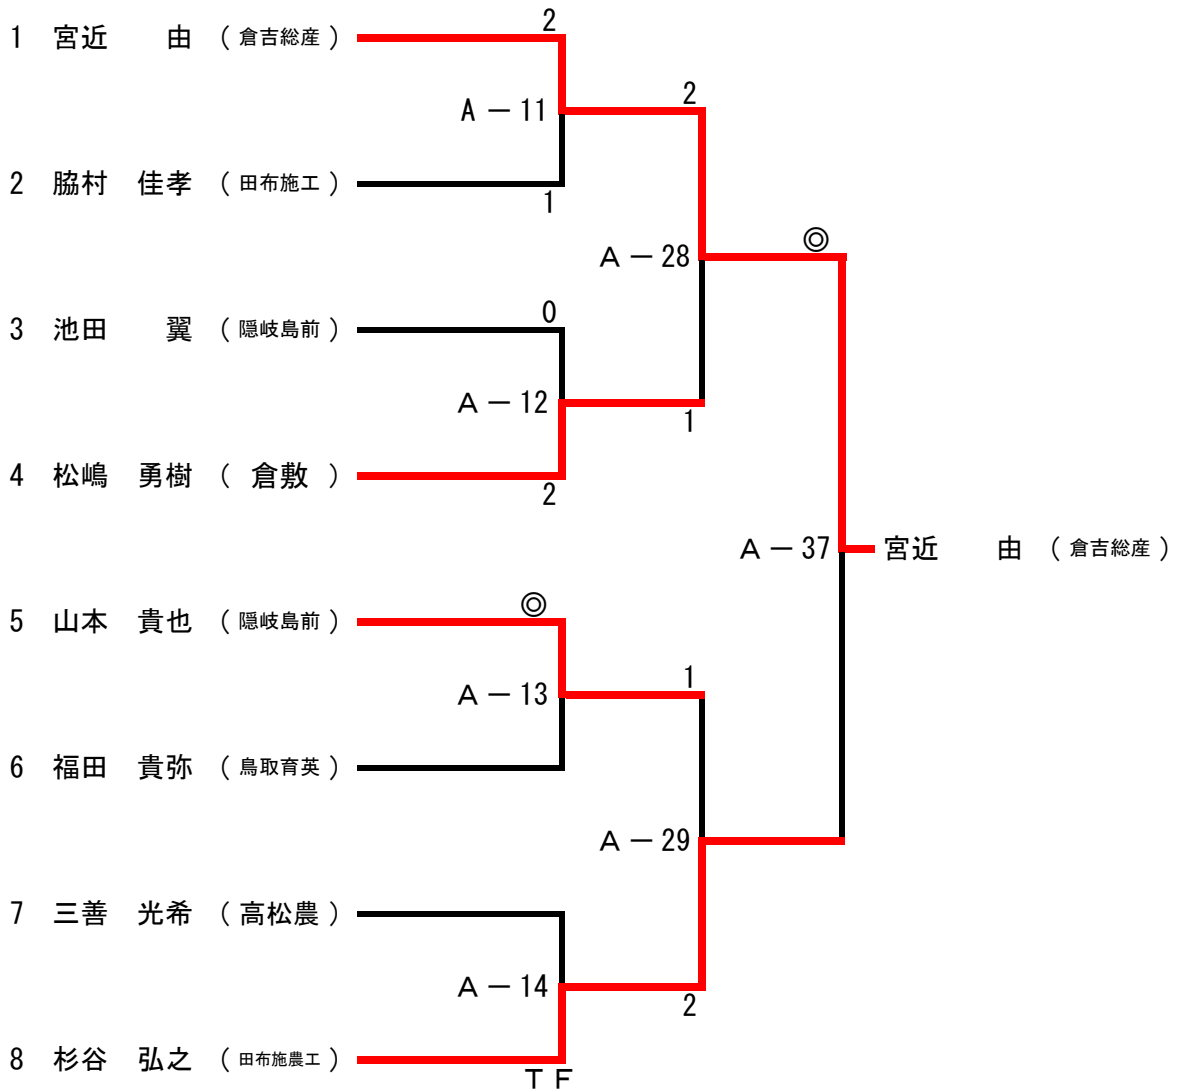 2
1 宮近 由 ( 倉吉総産 )
2
A － 11
2 脇村 佳孝 ( 田布施工 )
1
◎
A － 28
0
3 池田 翼 ( 隠岐島前 )
A － 12
1
4 松嶋 勇樹 ( 倉敷 )
2
A － 37 宮近 由 ( 倉吉総産 )
◎
5 山本 貴也 ( 隠岐島前 )
1
A － 13
6 福田 貴弥 ( 鳥取育英 )
A － 29
7 三善 光希 ( 高松農 )
A － 14
2
8 杉谷 弘之 ( 田布施農工 )
T F